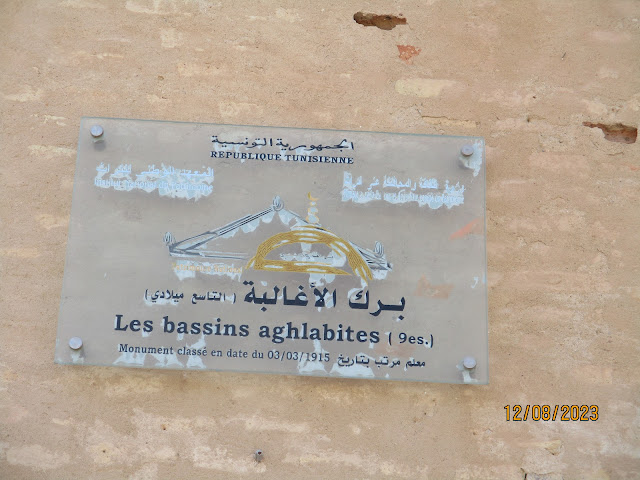 الجمهورية التونسية
REPUBLIQUE TUNISIENNE
برك الأغالبة ( التاسع ميلادي )
Les bassins aghlabites ( 9es.)
Monument classé en date du 03/03/1915 معلم مرتب بتاريخ
12/08/2023